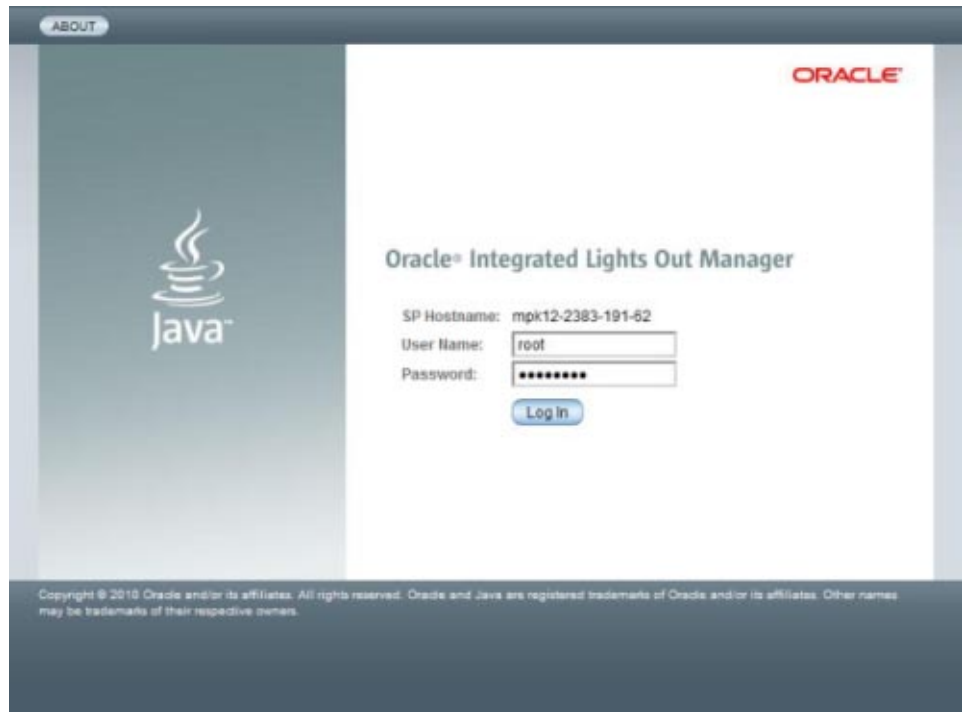 ABOUT
ORACLE®
Java™
Oracle® Integrated Lights Out Manager
SP Hostname: mpk12-2383-191-62
User Name: root
Password: ••••••••
Log In
Copyright © 2010 Oracle and/or its affiliates. All rights reserved. Oracle and Java are registered trademarks of Oracle and/or its affiliates. Other names
may be trademarks of their respective owners.